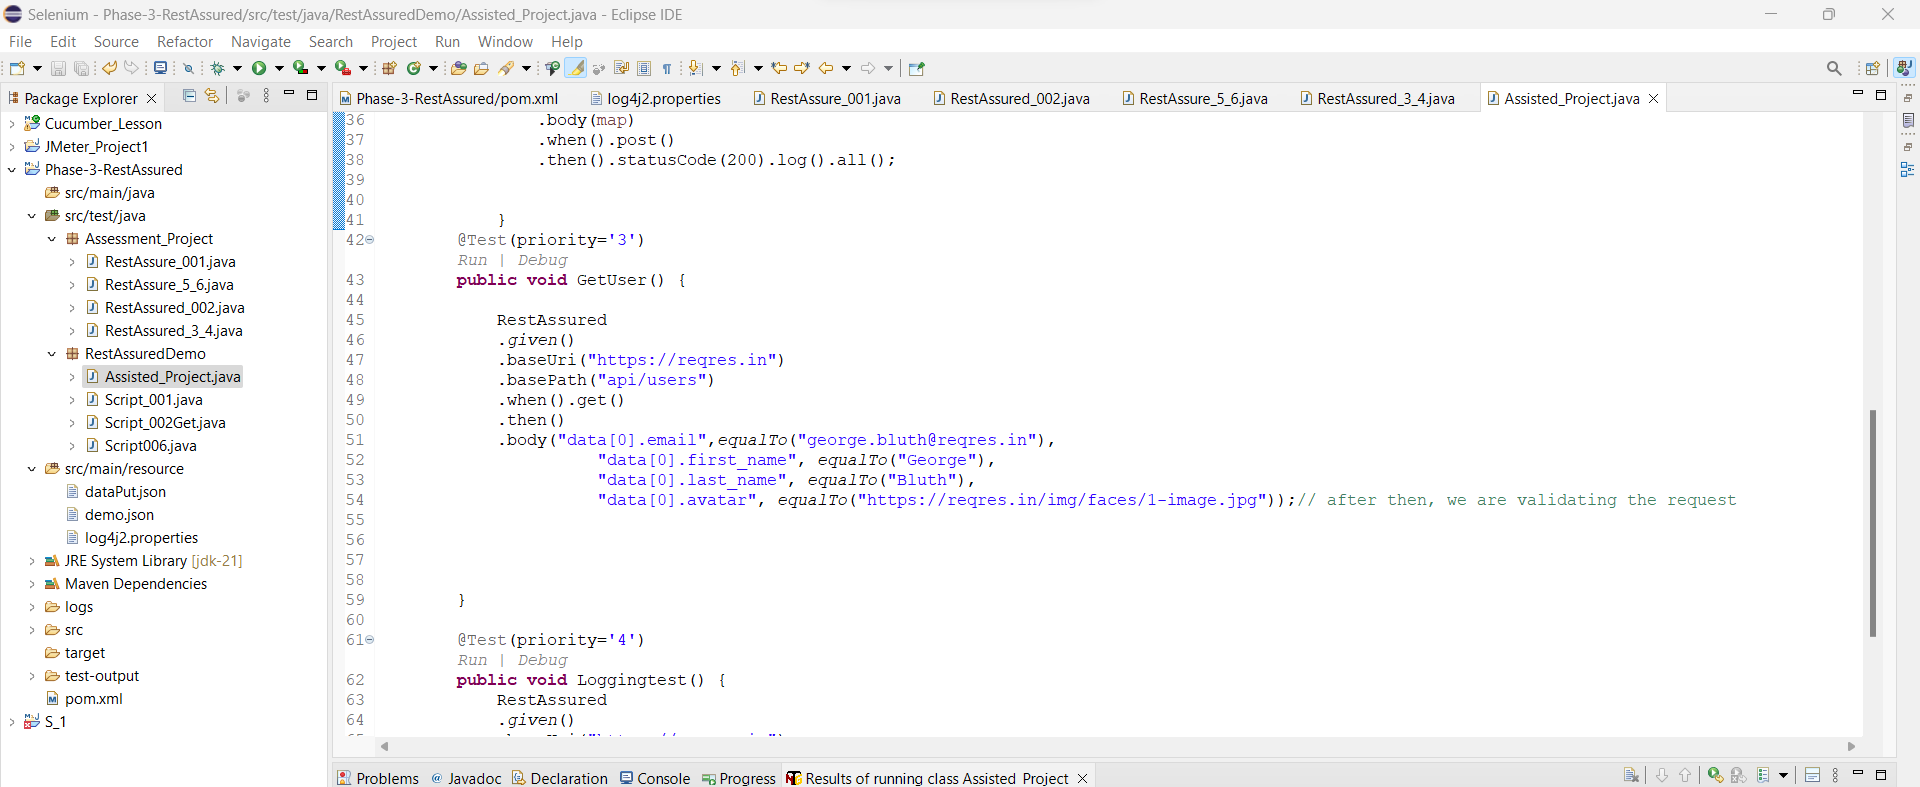 Selenium - Phase-3-RestAssured/src/test/java/RestAssuredDemo/Assisted_Project.java - Eclipse IDE
File Edit Source Refactor Navigate Search Project Run Window Help
Package Explorer
Phase-3-RestAssured/pom.xml log4j2.properties RestAssure_001.java RestAssured_002.java RestAssure_5_6.java RestAssured_3_4.java Assisted_Project.java
Cucumber_Lesson
JMeter_Project1
Phase-3-RestAssured
src/main/java
src/test/java
Assessment_Project
RestAssure_001.java
RestAssure_5_6.java
RestAssured_002.java
RestAssured_3_4.java
RestAssuredDemo
Assisted_Project.java
Script_001.java
Script_002Get.java
Script006.java
src/main/resource
dataPut.json
demo.json
log4j2.properties
JRE System Library [jdk-21]
Maven Dependencies
logs
src
target
test-output
pom.xml
S_1
36 .body(map)
37 .when().post()
38 .then().statusCode(200).log().all();
39
40
41 }
42 @Test(priority='3')
Run | Debug
43 public void GetUser() {
44
45 RestAssured
46 .given()
47 .baseUri("https://reqres.in")
48 .basePath("api/users")
49 .when().get()
50 .then()
51 .body("data[0].email",equalTo("george.bluth@reqres.in"),
52 "data[0].first_name", equalTo("George"),
53 "data[0].last_name", equalTo("Bluth"),
54 "data[0].avatar", equalTo("https://reqres.in/img/faces/1-image.jpg"));// after then, we are validating the request
55
56
57
58
59 }
60
61 @Test(priority='4')
Run | Debug
62 public void Loggingtest() {
63 RestAssured
64 .given()
Problems Javadoc Declaration Console Progress Results of running class Assisted_Project